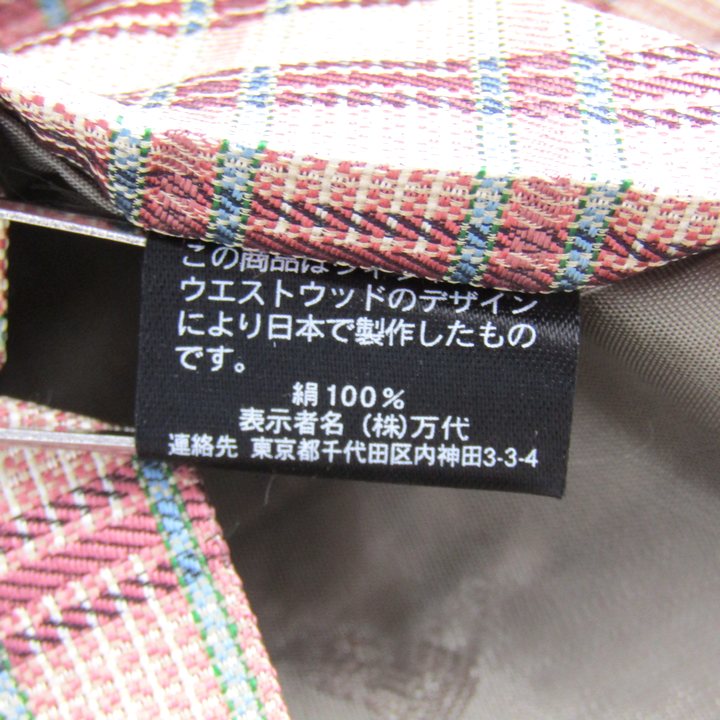 この商品は
ウエストウッドのデザイン
により日本で製作したもの
です。
絹100%
表示者名 (株)万代
連絡先 東京都千代田区内神田3-3-4